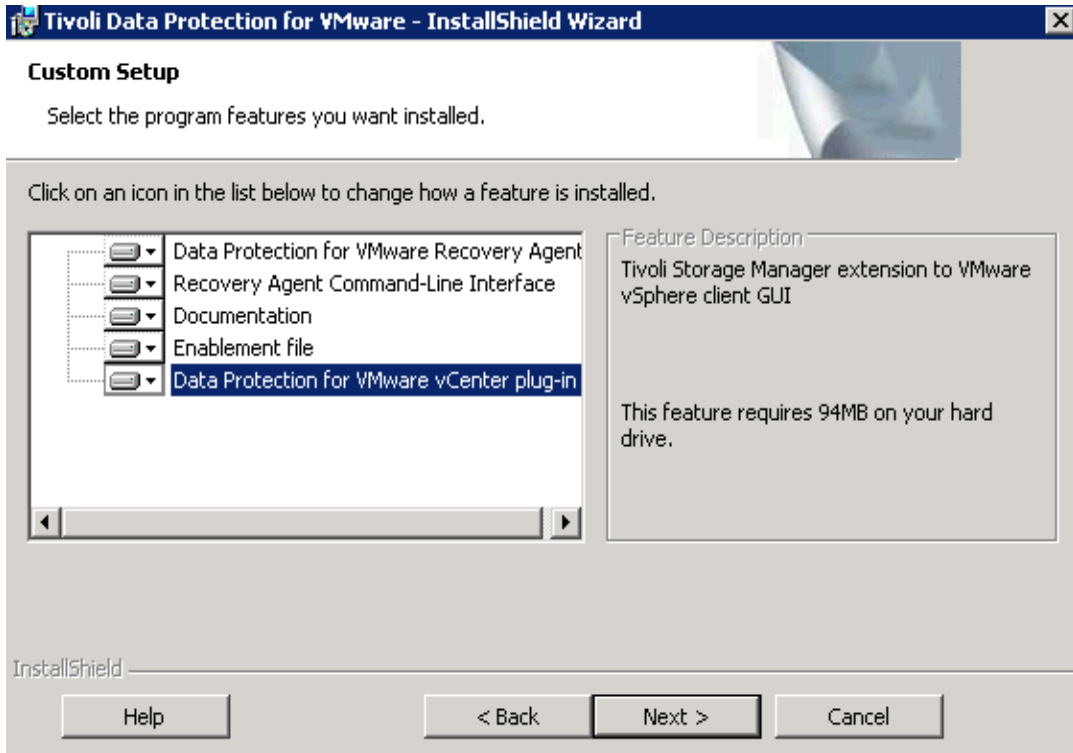 Tivoli Data Protection for VMware - InstallShield Wizard
Custom Setup
Select the program features you want installed.
Click on an icon in the list below to change how a feature is installed.
Data Protection for VMware Recovery Agent
Recovery Agent Command-Line Interface
Documentation
Enablement file
Data Protection for VMware vCenter plug-in
Feature Description
Tivoli Storage Manager extension to VMware
vSphere client GUI
This feature requires 94MB on your hard
drive.
InstallShield
Help
< Back
Next >
Cancel